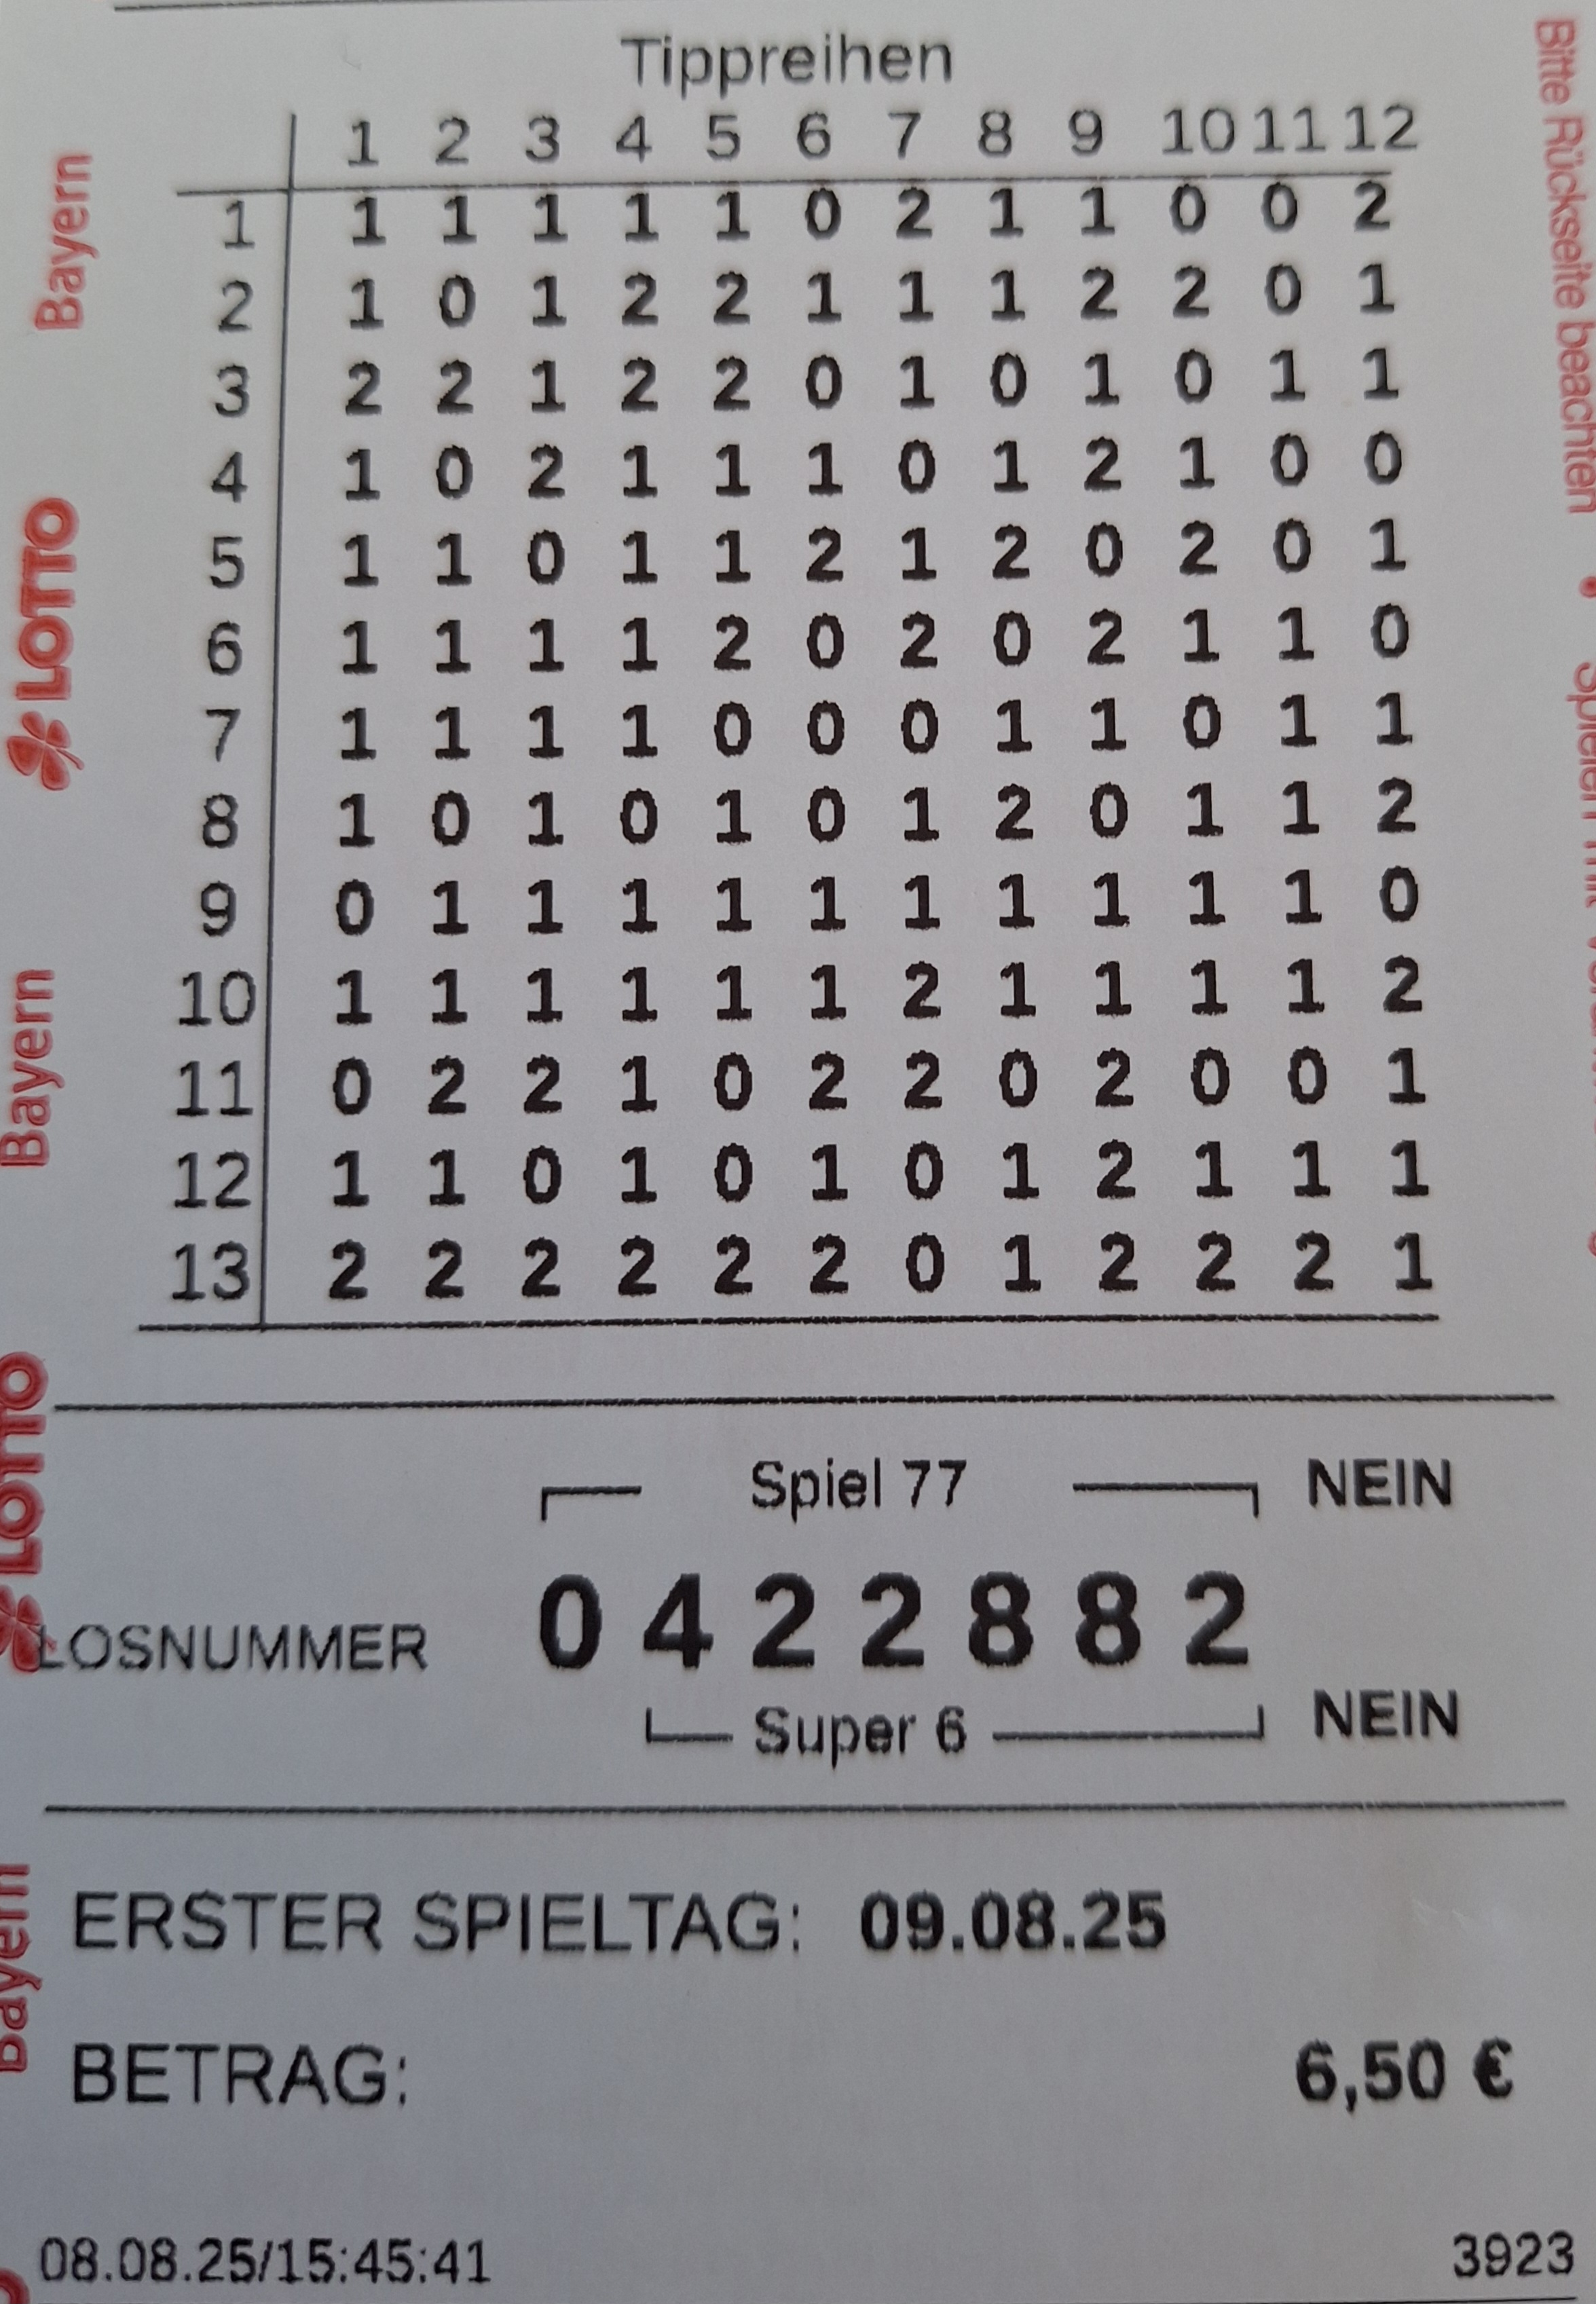 Tippreihen
1 2 3 4 5 6 7 8 9 10 11 12
1 1 1 1 1 1 0 2 1 1 0 0 2
2 1 0 1 2 2 1 1 1 2 2 0 1
3 2 2 1 2 2 0 1 0 1 0 1 1
4 1 0 2 1 1 1 0 1 2 1 0 0
5 1 1 0 1 1 2 1 2 0 2 0 1
6 1 1 1 1 2 0 2 0 2 1 1 0
7 1 1 1 1 0 0 0 1 1 0 1 1
8 1 0 1 0 1 0 1 2 0 1 1 2
9 0 1 1 1 1 1 1 1 1 1 1 0
10 1 1 1 1 1 1 2 1 1 1 1 2
11 0 2 2 1 0 2 2 0 2 0 0 1
12 1 1 0 1 0 1 0 1 2 1 1 1
13 2 2 2 2 2 2 0 1 2 2 2 1
Spiel 77 NEIN
LOSNUMMER 0 4 2 2 8 8 2
Super 6 NEIN
ERSTER SPIELTAG: 09.08.25
BETRAG: 6,50 €
08.08.25/15:45:41 3923
Bayern
LOTTO
Bayern
LOTTO
Bayern
Bitte Rückseite beachten • Spielen mit